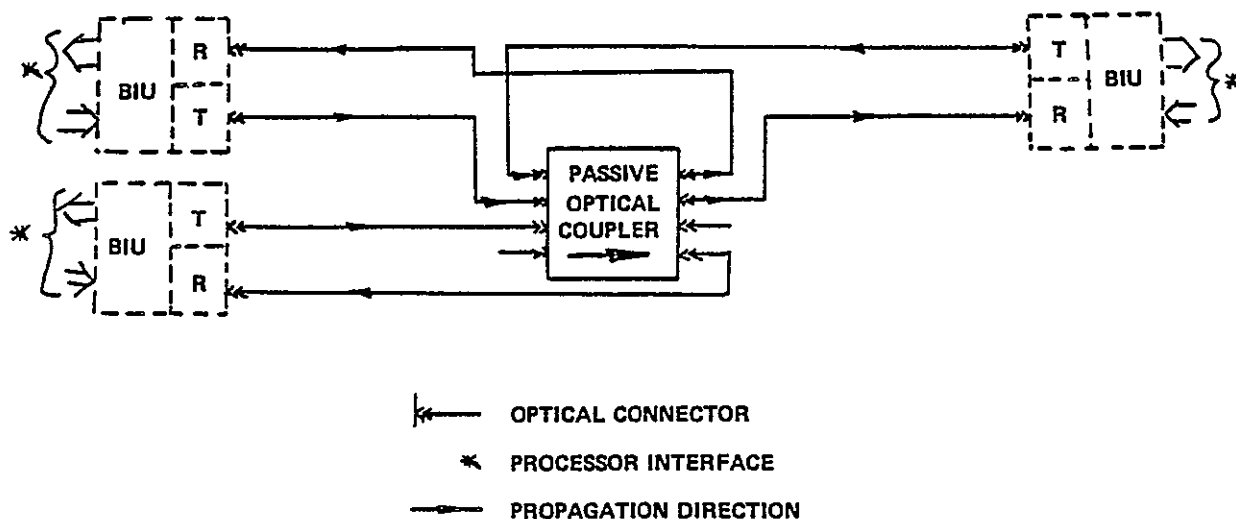 *
BIU
R
T
T
R
BIU
*
PASSIVE
OPTICAL
COUPLER
*
BIU
T
R
OPTICAL CONNECTOR
* PROCESSOR INTERFACE
PROPAGATION DIRECTION